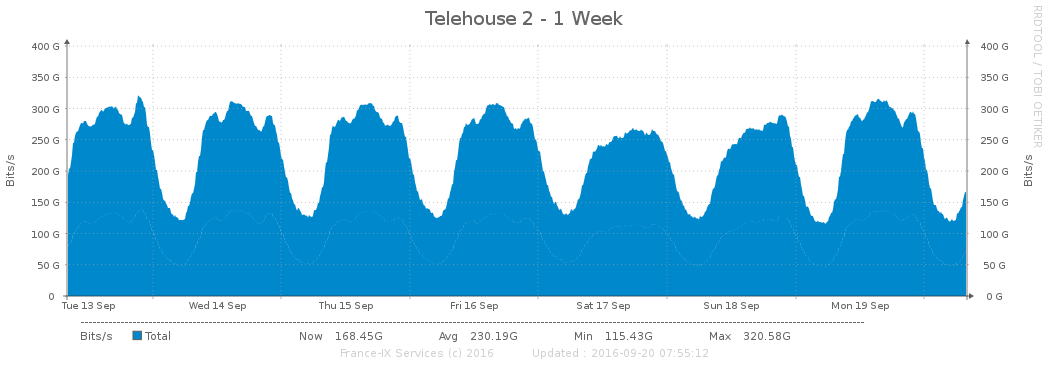 Telehouse 2 - 1 Week
RRDTOOL / TOBI OETIKER
Bits/s
400 G 400 G
350 G 350 G
300 G 300 G
250 G 250 G
200 G 200 G
150 G 150 G
100 G 100 G
50 G 50 G
0 0 G
Bits/s
Tue 13 Sep Wed 14 Sep Thu 15 Sep Fri 16 Sep Sat 17 Sep Sun 18 Sep Mon 19 Sep
Bits/s Total Now 168.45G Avg 230.19G Min 115.43G Max 320.58G
France-IX Services (c) 2016 Updated : 2016-09-20 07:55:12